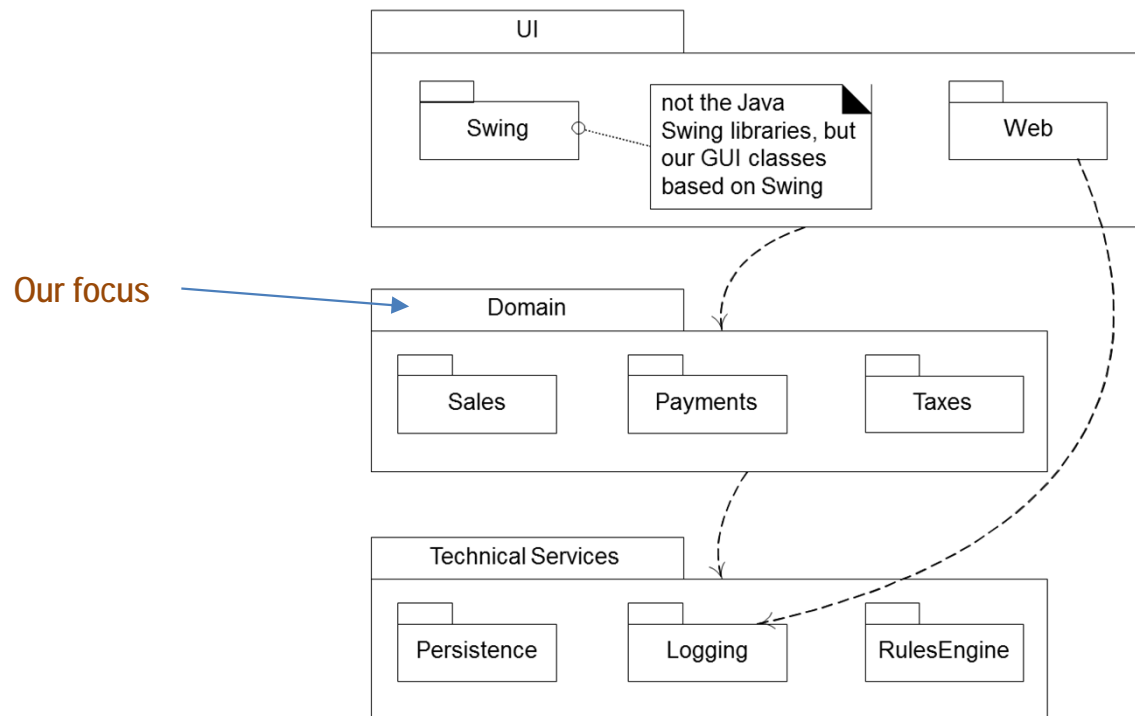 UI
Swing
not the Java
Swing libraries, but
our GUI classes
based on Swing
Web
Our focus
Domain
Sales
Payments
Taxes
Technical Services
Persistence
Logging
RulesEngine